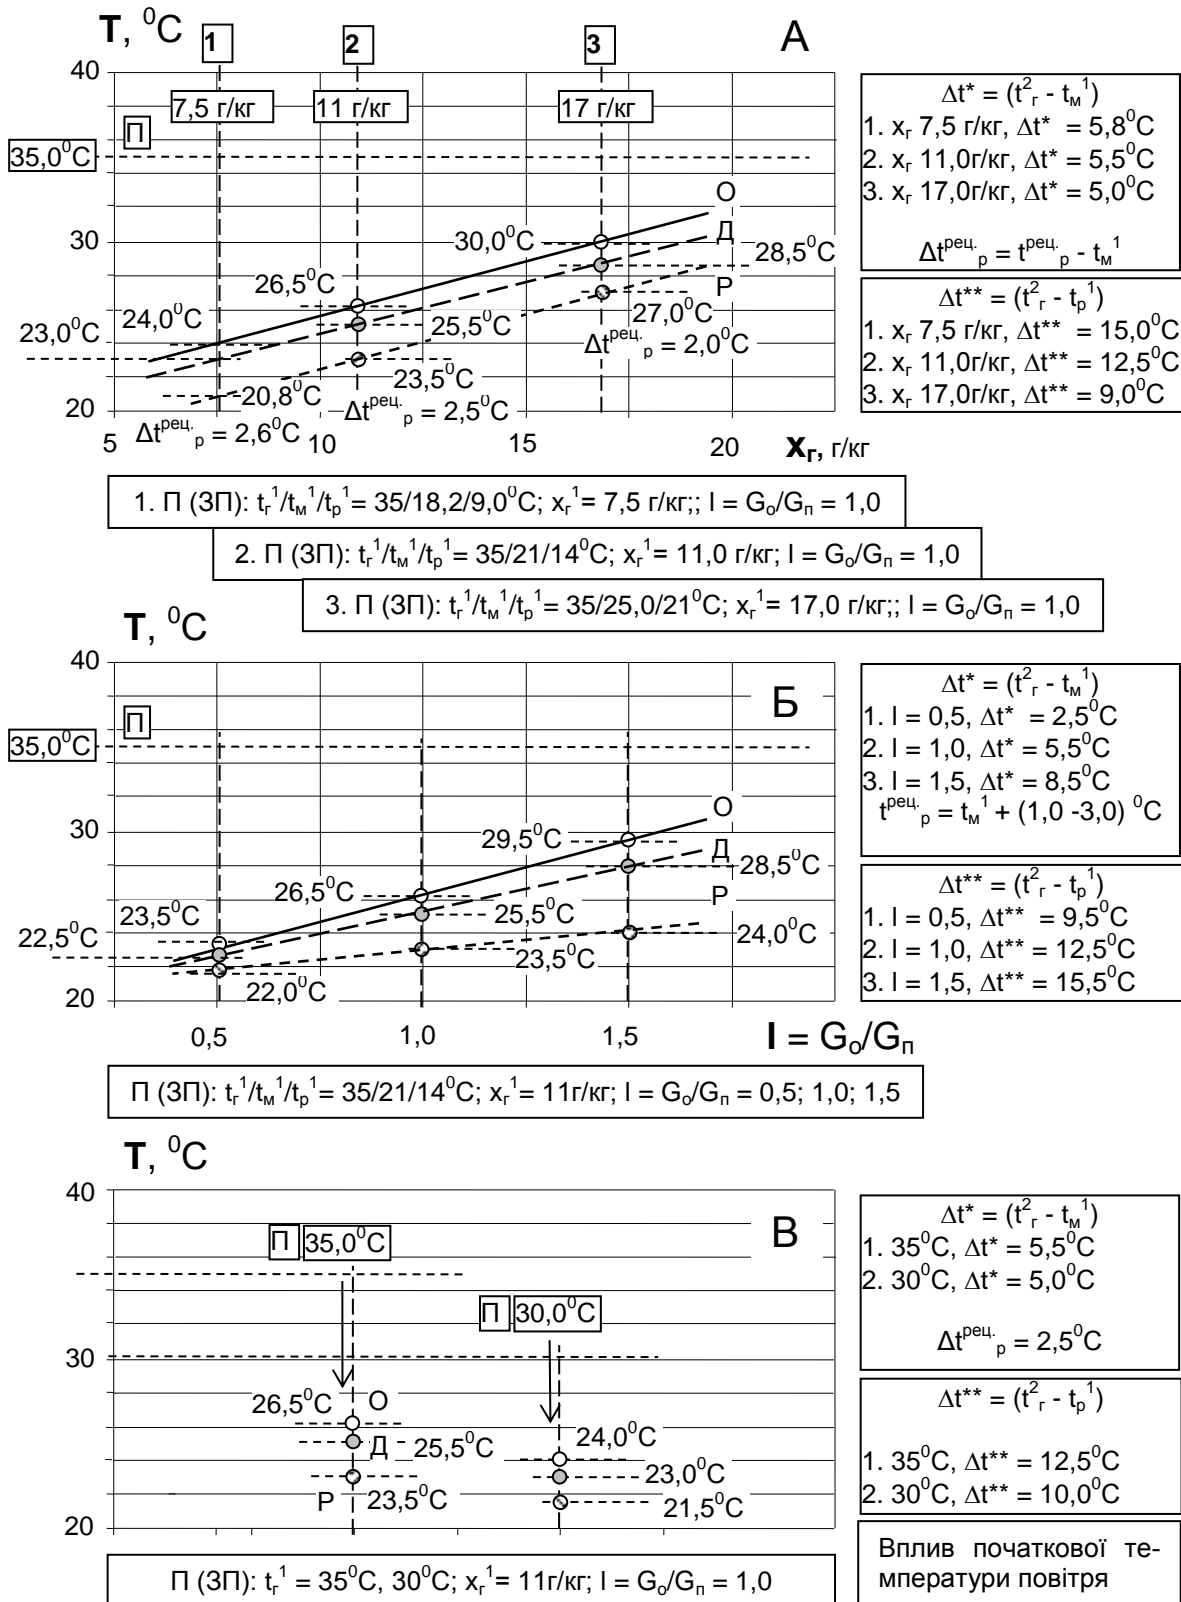 T, ⁰C
1
2
3
А
40
7,5 г/кг
11 г/кг
17 г/кг
П
35,0⁰C
О
Д
30
30,0⁰C
28,5⁰C
26,5⁰C
Р
24,0⁰C
23,0⁰C
25,5⁰C
27,0⁰C
Δtᴾᵉᶜ·ₚ = 2,0⁰C
23,5⁰C
20,8⁰C
20
Δtᴾᵉᶜ·ₚ = 2,5⁰C
Δtᴾᵉᶜ·ₚ = 2,6⁰C
5
10
15
20
xг, г/кг
Δt* = (t²г - tм¹)
1. xг 7,5 г/кг, Δt* = 5,8⁰C
2. xг 11,0г/кг, Δt* = 5,5⁰C
3. xг 17,0г/кг, Δt* = 5,0⁰C
Δtᴾᵉᶜ·ₚ = tᴾᵉᶜ·ₚ - tм¹
Δt** = (t²г - tр¹)
1. xг 7,5 г/кг, Δt** = 15,0⁰C
2. xг 11,0г/кг, Δt** = 12,5⁰C
3. xг 17,0г/кг, Δt** = 9,0⁰C
1. П (ЗП): tг¹/tм¹/tр¹= 35/18,2/9,0⁰C; xг¹= 7,5 г/кг;; l = Gо/Gп = 1,0
2. П (ЗП): tг¹/tм¹/tр¹= 35/21/14⁰C; xг¹= 11,0 г/кг; l = Gо/Gп = 1,0
3. П (ЗП): tг¹/tм¹/tр¹= 35/25,0/21⁰C; xг¹= 17,0 г/кг;; l = Gо/Gп = 1,0
T, ⁰C
40
Б
П
35,0⁰C
О
30
29,5⁰C
Д
28,5⁰C
26,5⁰C
Р
23,5⁰C
25,5⁰C
22,5⁰C
24,0⁰C
23,5⁰C
22,0⁰C
20
0,5
1,0
1,5
l = Gо/Gп
Δt* = (t²г - tм¹)
1. l = 0,5, Δt* = 2,5⁰C
2. l = 1,0, Δt* = 5,5⁰C
3. l = 1,5, Δt* = 8,5⁰C
tᴾᵉᶜ·ₚ = tм¹ + (1,0 -3,0) ⁰C
Δt** = (t²г - tр¹)
1. l = 0,5, Δt** = 9,5⁰C
2. l = 1,0, Δt** = 12,5⁰C
3. l = 1,5, Δt** = 15,5⁰C
П (ЗП): tг¹/tм¹/tр¹= 35/21/14⁰C; xг¹= 11г/кг; l = Gо/Gп = 0,5; 1,0; 1,5
T, ⁰C
40
В
П 35,0⁰C
П 30,0⁰C
30
26,5⁰C
О
Д
25,5⁰C
24,0⁰C
23,0⁰C
Р
23,5⁰C
21,5⁰C
20
Δt* = (t²г - tм¹)
1. 35⁰C, Δt* = 5,5⁰C
2. 30⁰C, Δt* = 5,0⁰C
Δtᴾᵉᶜ·ₚ = 2,5⁰C
Δt** = (t²г - tр¹)
1. 35⁰C, Δt** = 12,5⁰C
2. 30⁰C, Δt** = 10,0⁰C
Вплив початкової те-
мператури повітря
П (ЗП): tг¹ = 35⁰C, 30⁰C; xг¹= 11г/кг; l = Gо/Gп = 1,0